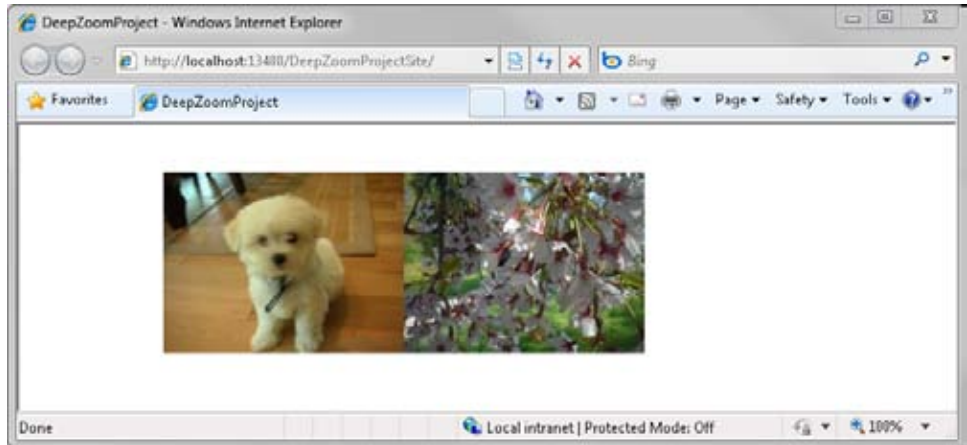 DeepZoomProject - Windows Internet Explorer
http://localhost:13480/DeepZoomProjectSite/
Bing
Favorites
DeepZoomProject
Page
Safety
Tools
Done
Local intranet | Protected Mode: Off
100%